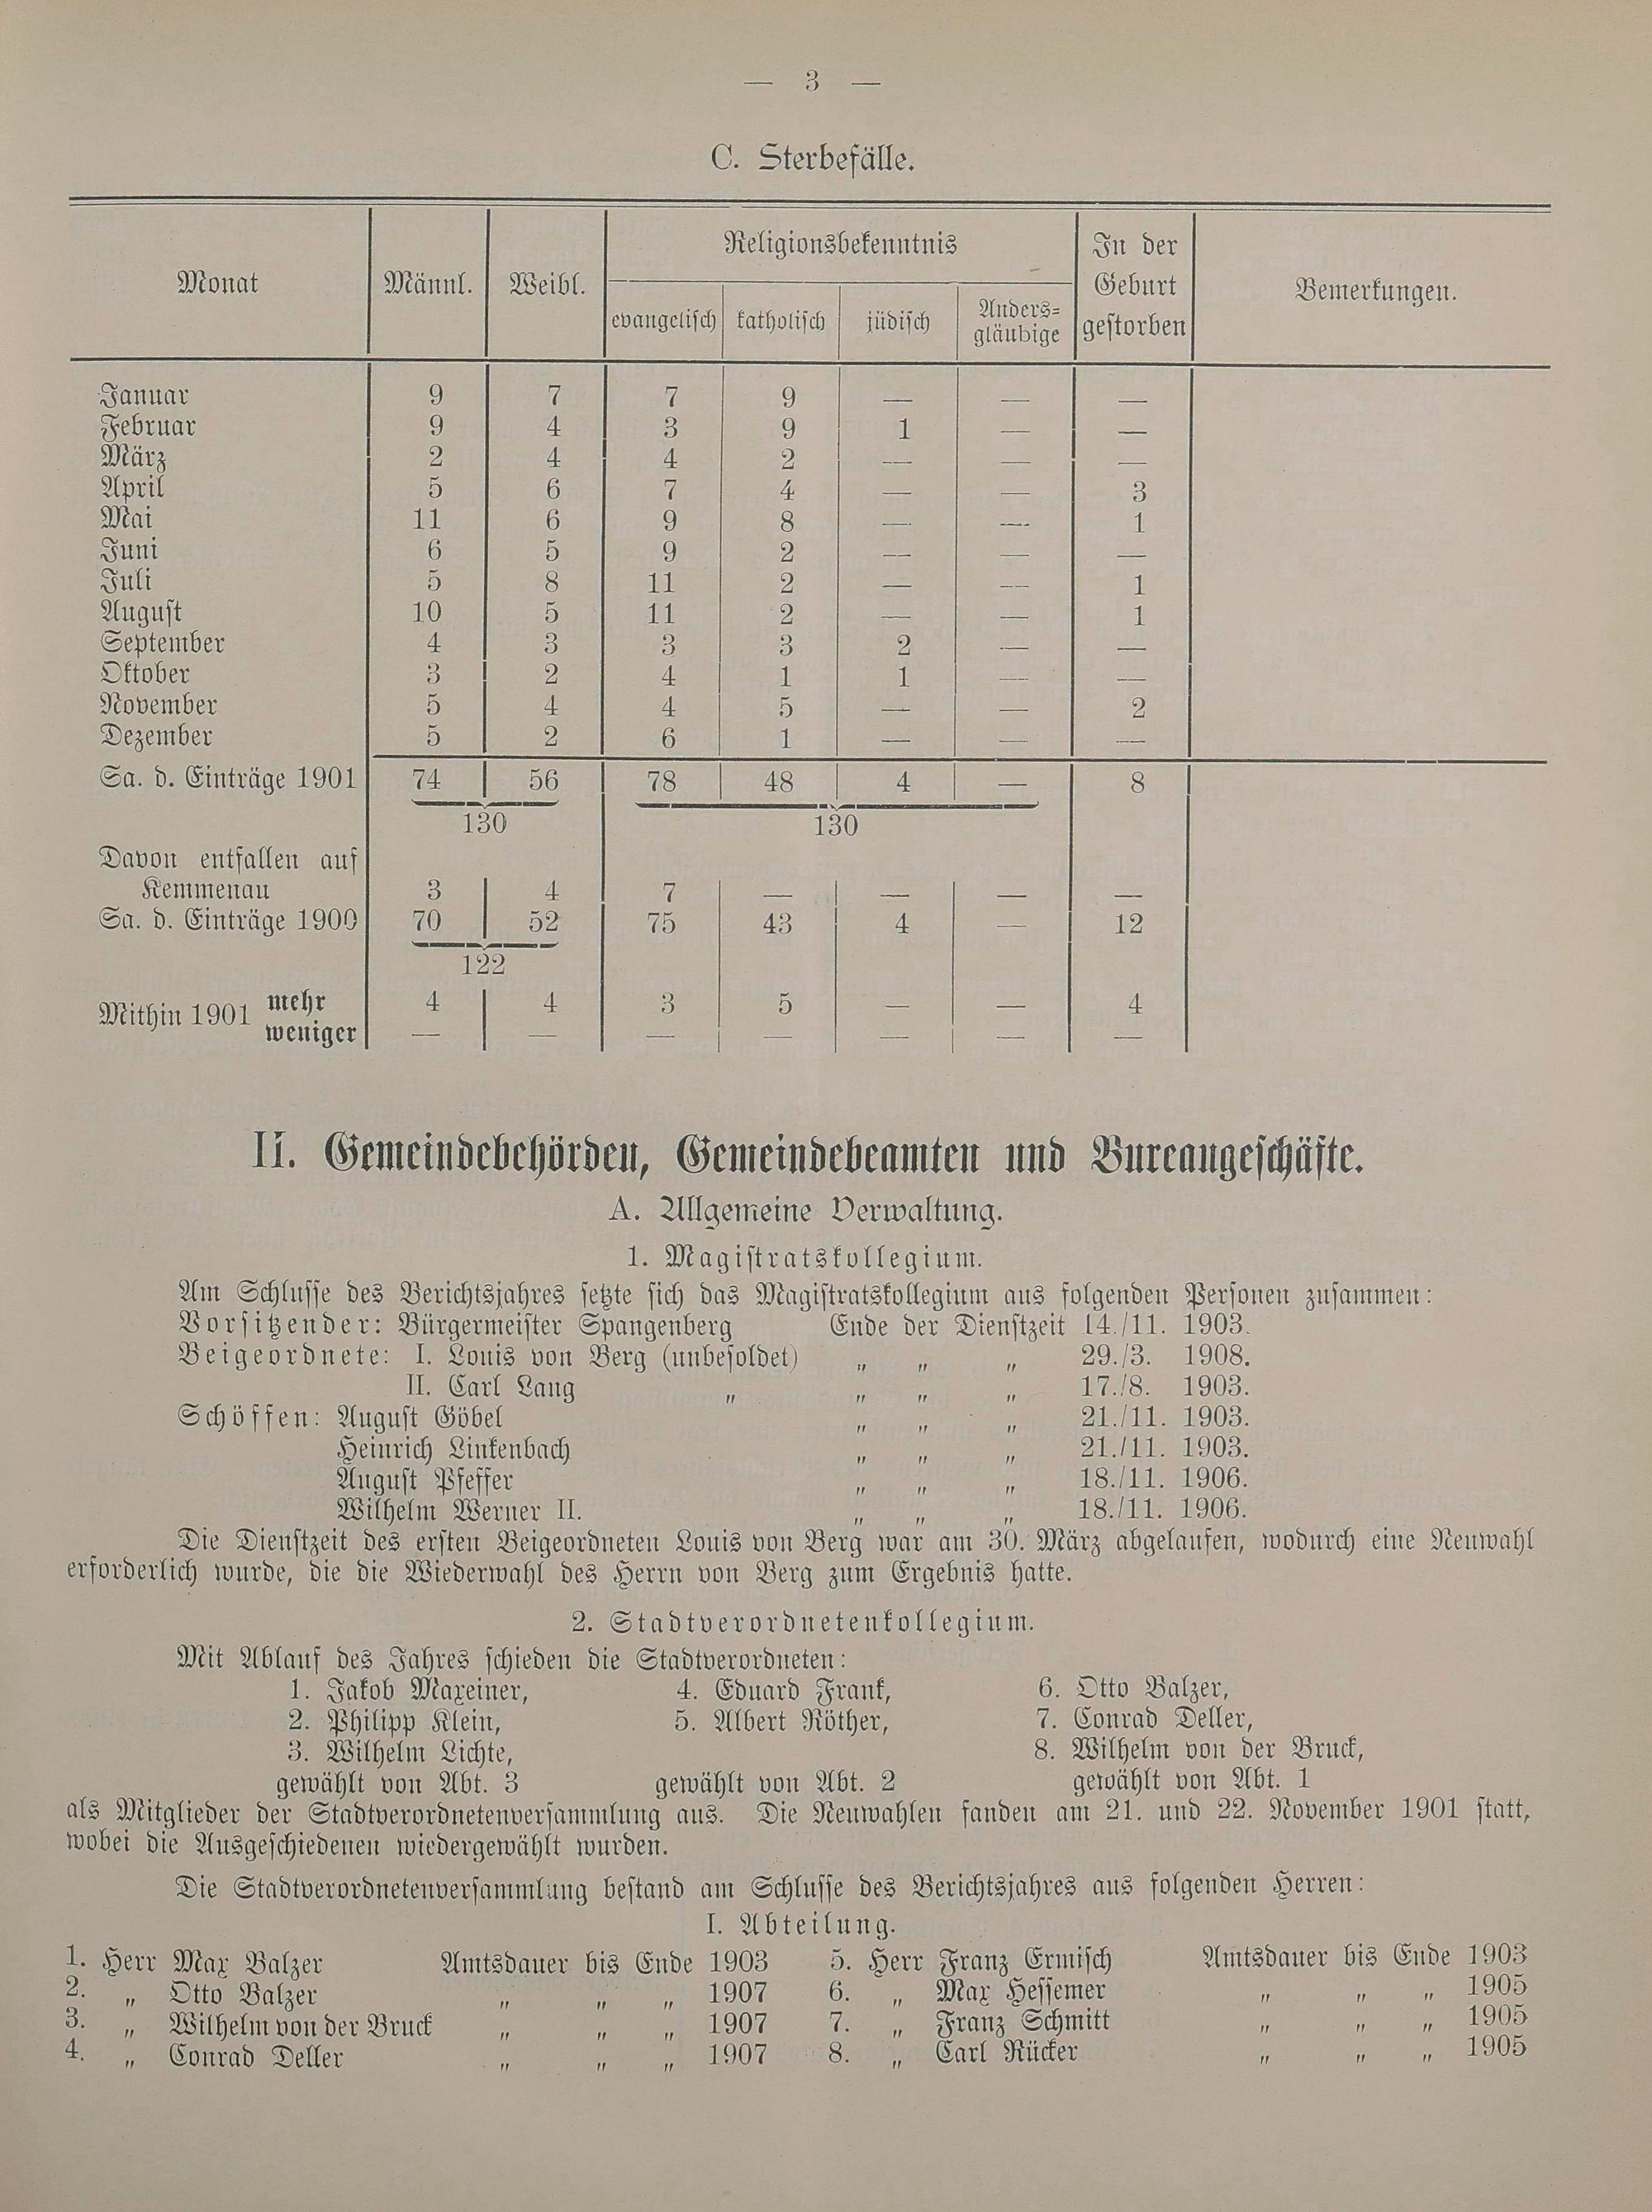 — 3 —
C. Sterbefälle.
Monat Männl. Weibl. Religionsbekenntnis In der Geburt gestorben Bemerkungen.
evangelisch katholisch jüdisch Anders=gläubige
Januar 9 7 7 9 — — —
Februar 9 4 3 9 1 — —
März 2 4 4 2 — — —
April 5 6 7 4 — — 3
Mai 11 6 9 8 — — 1
Juni 6 5 9 2 — — —
Juli 5 8 11 2 — — 1
August 10 5 11 2 — — 1
September 4 3 3 3 2 — —
Oktober 3 2 4 1 1 — —
November 5 4 4 5 — — 2
Dezember 5 2 6 1 — — —
Sa. d. Einträge 1901 74 56 78 48 4 — 8
130 130
Davon entfallen auf
Kemmenau 3 4 7 — — — —
Sa. d. Einträge 1900 70 52 75 43 4 — 12
122
Mithin 1901 mehr 4 4 3 5 — — 4
weniger — — — — — — —
II. Gemeindebehörden, Gemeindebeamten und Bureaugeschäfte.
A. Allgemeine Verwaltung.
1. Magistratskollegium.
Am Schlusse des Berichtsjahres setzte sich das Magistratskollegium aus folgenden Personen zusammen:
Vorsitzender: Bürgermeister Spangenberg Ende der Dienstzeit 14./11. 1903.
Beigeordnete: I. Louis von Berg (unbesoldet) „ „ „ 29./3. 1908.
II. Carl Lang „ „ „ „ 17./8. 1903.
Schöffen: August Göbel „ „ „ 21./11. 1903.
Heinrich Linkenbach „ „ „ 21./11. 1903.
August Pfeffer „ „ „ 18./11. 1906.
Wilhelm Werner II. „ „ „ 18./11. 1906.
Die Dienstzeit des ersten Beigeordneten Louis von Berg war am 30. März abgelaufen, wodurch eine Neuwahl
erforderlich wurde, die die Wiederwahl des Herrn von Berg zum Ergebnis hatte.
2. Stadtverordnetenkollegium.
Mit Ablauf des Jahres schieden die Stadtverordneten:
1. Jakob Maxeiner, 4. Eduard Frank, 6. Otto Balzer,
2. Philipp Klein, 5. Albert Röther, 7. Conrad Deller,
3. Wilhelm Lichte, 8. Wilhelm von der Bruck,
gewählt von Abt. 3 gewählt von Abt. 2 gewählt von Abt. 1
als Mitglieder der Stadtverordnetenversammlung aus. Die Neuwahlen fanden am 21. und 22. November 1901 statt,
wobei die Ausgeschiedenen wiedergewählt wurden.
Die Stadtverordnetenversammlung bestand am Schlusse des Berichtsjahres aus folgenden Herren:
I. Abteilung.
1. Herr Max Balzer Amtsdauer bis Ende 1903 5. Herr Franz Ermisch Amtsdauer bis Ende 1903
2. „ Otto Balzer „ „ „ 1907 6. „ Max Hessemer „ „ „ 1905
3. „ Wilhelm von der Bruck „ „ „ 1907 7. „ Franz Schmitt „ „ „ 1905
4. „ Conrad Deller „ „ „ 1907 8. „ Carl Rücker „ „ „ 1905